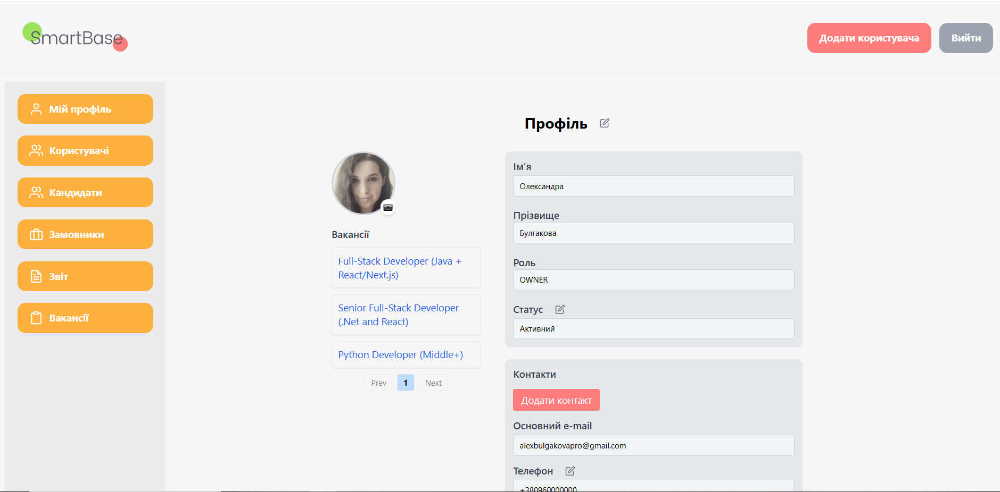 SmartBase
Додати користувача
Вийти
Мій профіль
Користувачі
Кандидати
Замовники
Звіт
Вакансії
Профіль
Вакансії
Full-Stack Developer (Java +
React/Next.js)
Senior Full-Stack Developer
(.Net and React)
Python Developer (Middle+)
Prev
1
Next
Ім’я
Олександра
Прізвище
Булгакова
Роль
OWNER
Статус
Активний
Контакти
Додати контакт
Основний e-mail
alexbulgakovapro@gmail.com
Телефон
+380960000000